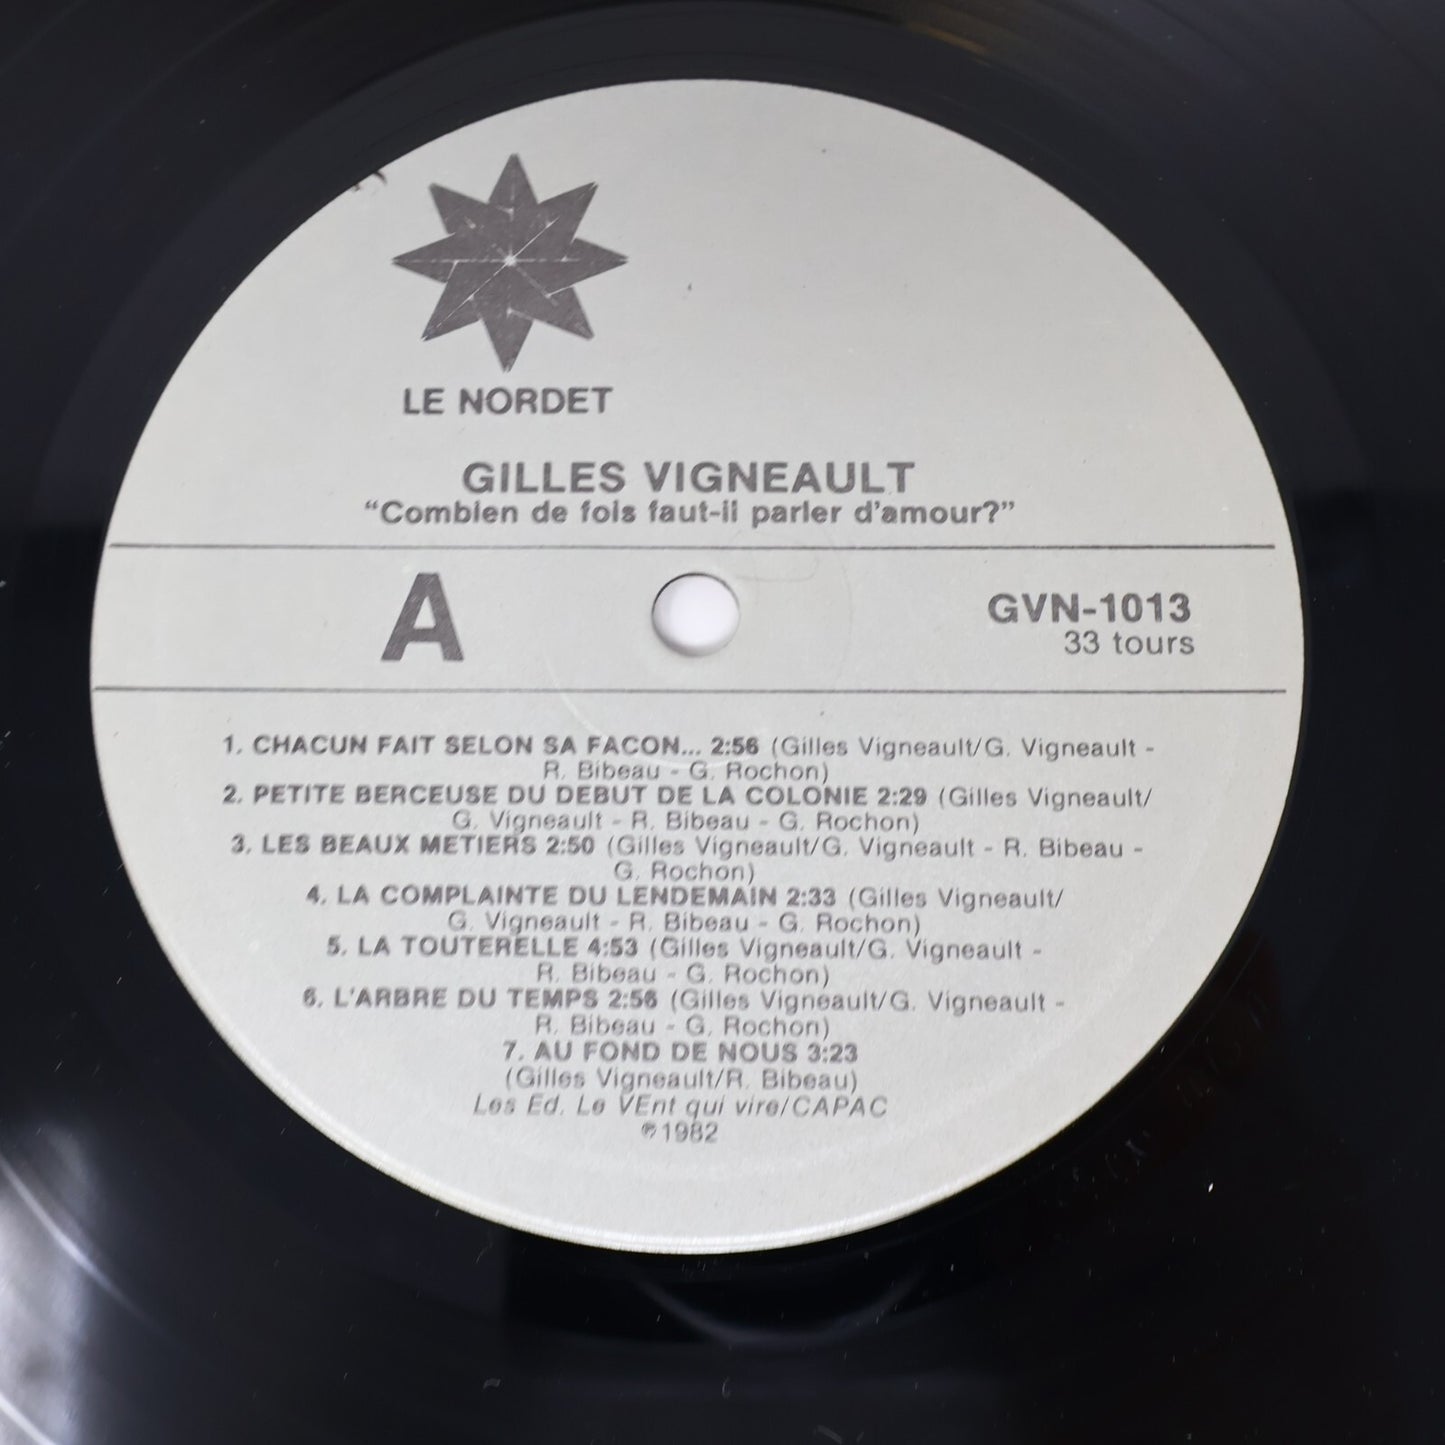 LE NORDET
GILLES VIGNEAULT
“Combien de fois faut-il parler d'amour?”
A
GVN-1013
33 tours
1. CHACUN FAIT SELON SA FACON... 2:56 (Gilles Vigneault/G. Vigneault -
R. Bibeau - G. Rochon)
2. PETITE BERCEUSE DU DEBUT DE LA COLONIE 2:29 (Gilles Vigneault/
G. Vigneault - R. Bibeau - G. Rochon)
3. LES BEAUX METIERS 2:50 (Gilles Vigneault/G. Vigneault - R. Bibeau -
G. Rochon)
4. LA COMPLAINTE DU LENDEMAIN 2:33 (Gilles Vigneault/
G. Vigneault - R. Bibeau - G. Rochon)
5. LA TOUTERELLE 4:53 (Gilles Vigneault/G. Vigneault -
R. Bibeau - G. Rochon)
6. L'ARBRE DU TEMPS 2:56 (Gilles Vigneault/G. Vigneault -
R. Bibeau - G. Rochon)
7. AU FOND DE NOUS 3:23
(Gilles Vigneault/R. Bibeau)
Les Ed. Le VEnt qui vire/CAPAC
℗1982